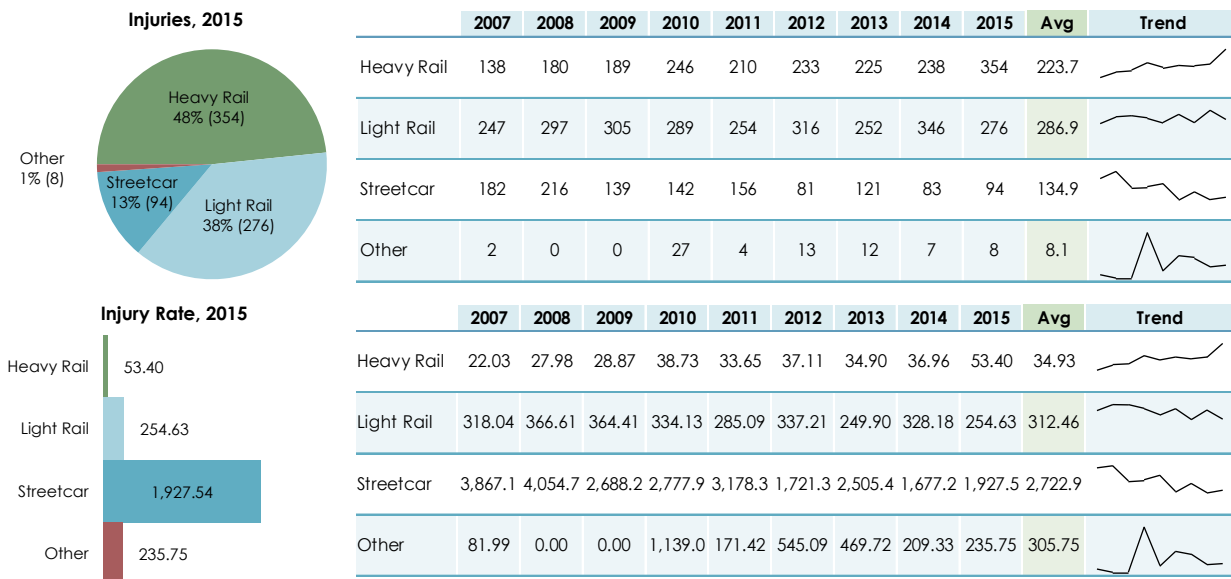 Injuries, 2015
Heavy Rail
48% (354)
Other
1% (8)
Streetcar
13% (94)
Light Rail
38% (276)
2007 2008 2009 2010 2011 2012 2013 2014 2015 Avg Trend
Heavy Rail 138 180 189 246 210 233 225 238 354 223.7
Light Rail 247 297 305 289 254 316 252 346 276 286.9
Streetcar 182 216 139 142 156 81 121 83 94 134.9
Other 2 0 0 27 4 13 12 7 8 8.1
Injury Rate, 2015
Heavy Rail 53.40
Light Rail 254.63
Streetcar 1,927.54
Other 235.75
2007 2008 2009 2010 2011 2012 2013 2014 2015 Avg Trend
Heavy Rail 22.03 27.98 28.87 38.73 33.65 37.11 34.90 36.96 53.40 34.93
Light Rail 318.04 366.61 364.41 334.13 285.09 337.21 249.90 328.18 254.63 312.46
Streetcar 3,867.1 4,054.7 2,688.2 2,777.9 3,178.3 1,721.3 2,505.4 1,677.2 1,927.5 2,722.9
Other 81.99 0.00 0.00 1,139.0 171.42 545.09 469.72 209.33 235.75 305.75